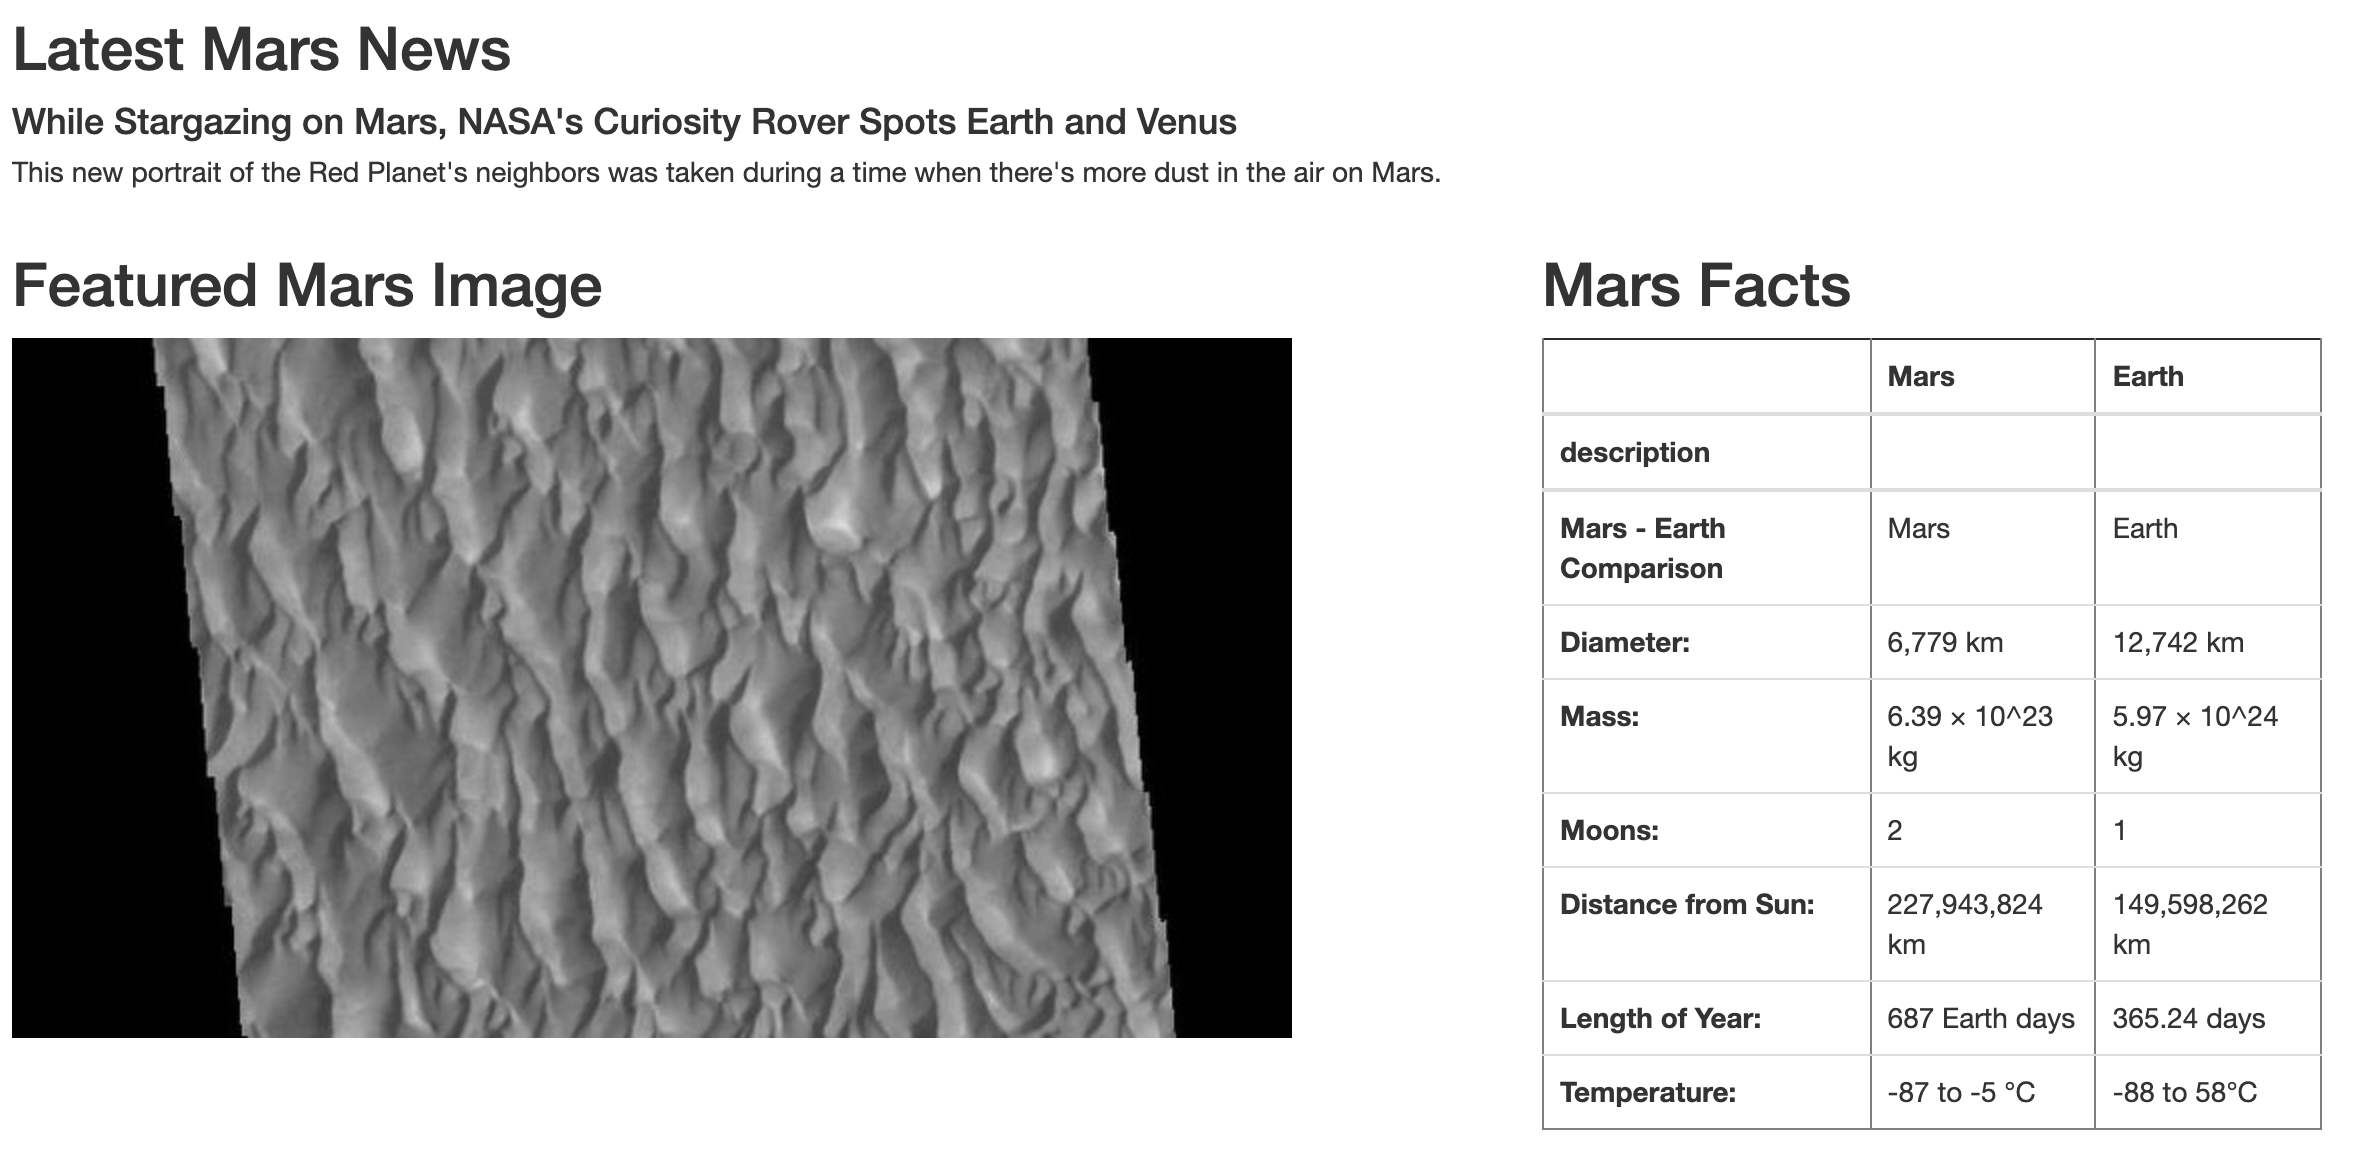 Latest Mars News
While Stargazing on Mars, NASA's Curiosity Rover Spots Earth and Venus
This new portrait of the Red Planet's neighbors was taken during a time when there's more dust in the air on Mars.
Featured Mars Image
Mars Facts
Mars Earth
description
Mars - Earth Comparison Mars Earth
Diameter: 6,779 km 12,742 km
Mass: 6.39 × 10^23 kg 5.97 × 10^24 kg
Moons: 2 1
Distance from Sun: 227,943,824 km 149,598,262 km
Length of Year: 687 Earth days 365.24 days
Temperature: -87 to -5 °C -88 to 58°C